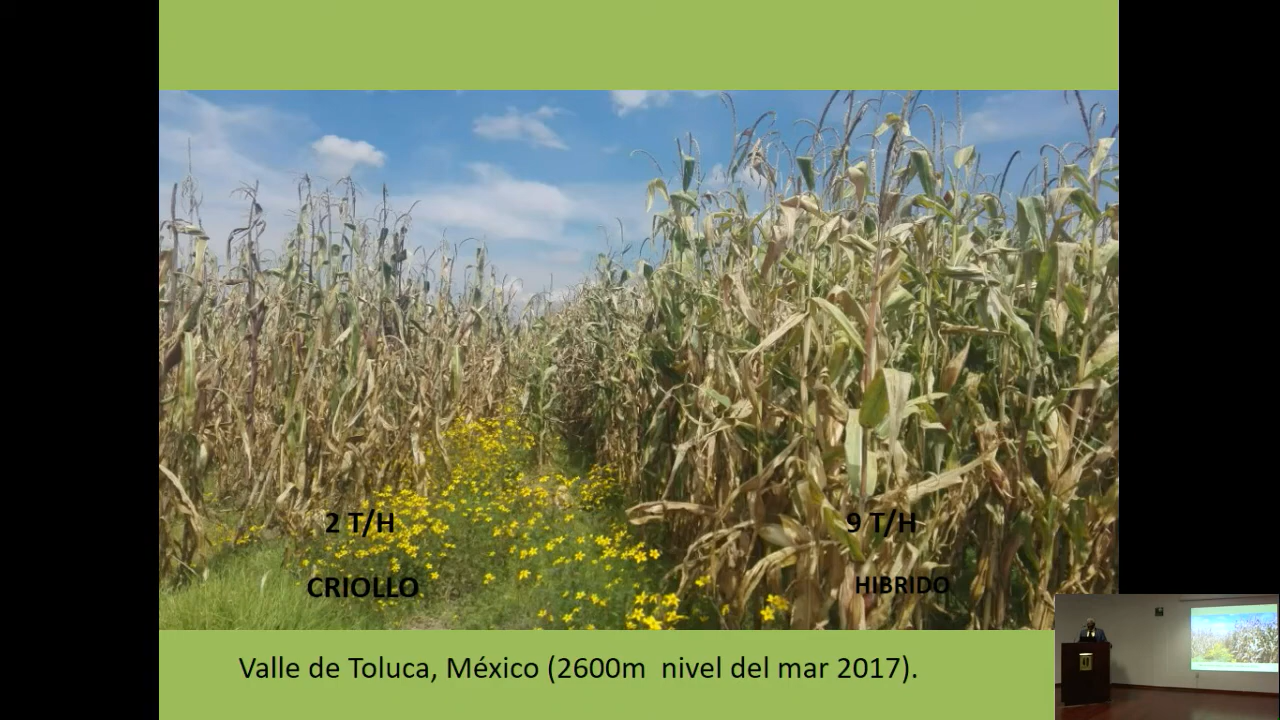 2 T/H
9 T/H
CRIOLLO
HIBRIDO
Valle de Toluca, México (2600m nivel del mar 2017).